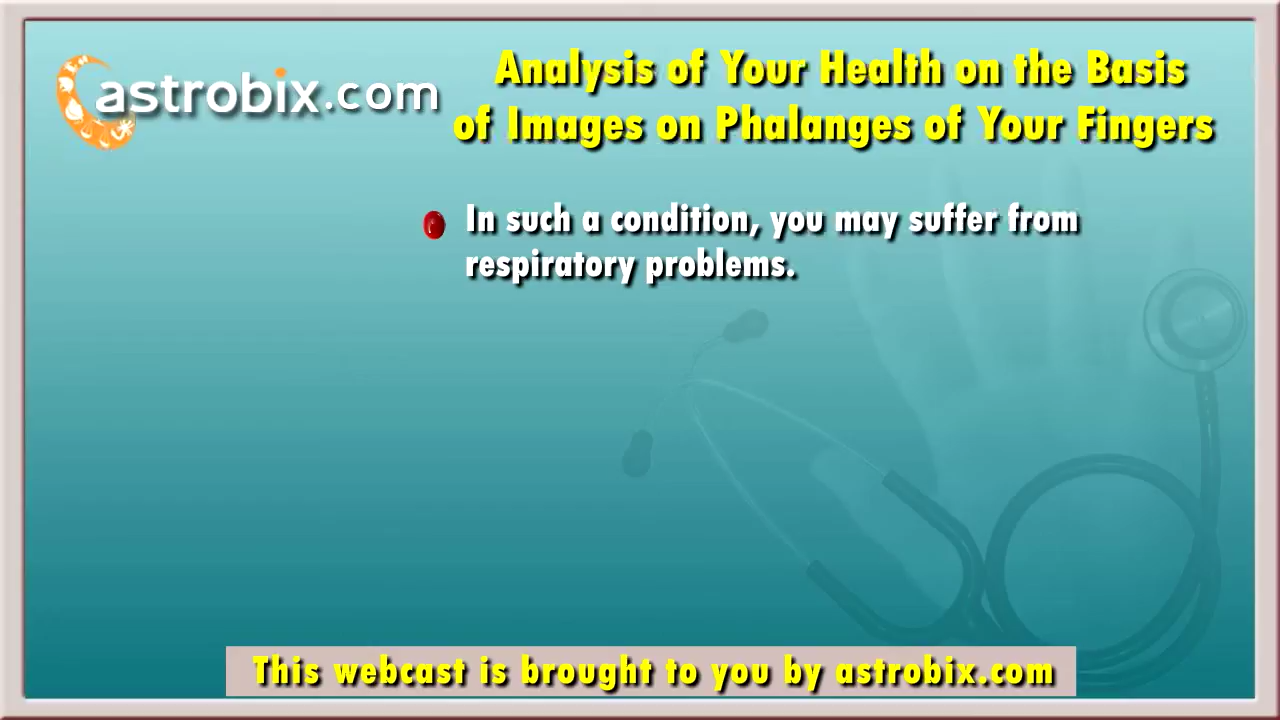 astrobix.com
Analysis of Your Health on the Basis
of Images on Phalanges of Your Fingers
In such a condition, you may suffer from
respiratory problems.
This webcast is brought to you by astrobix.com